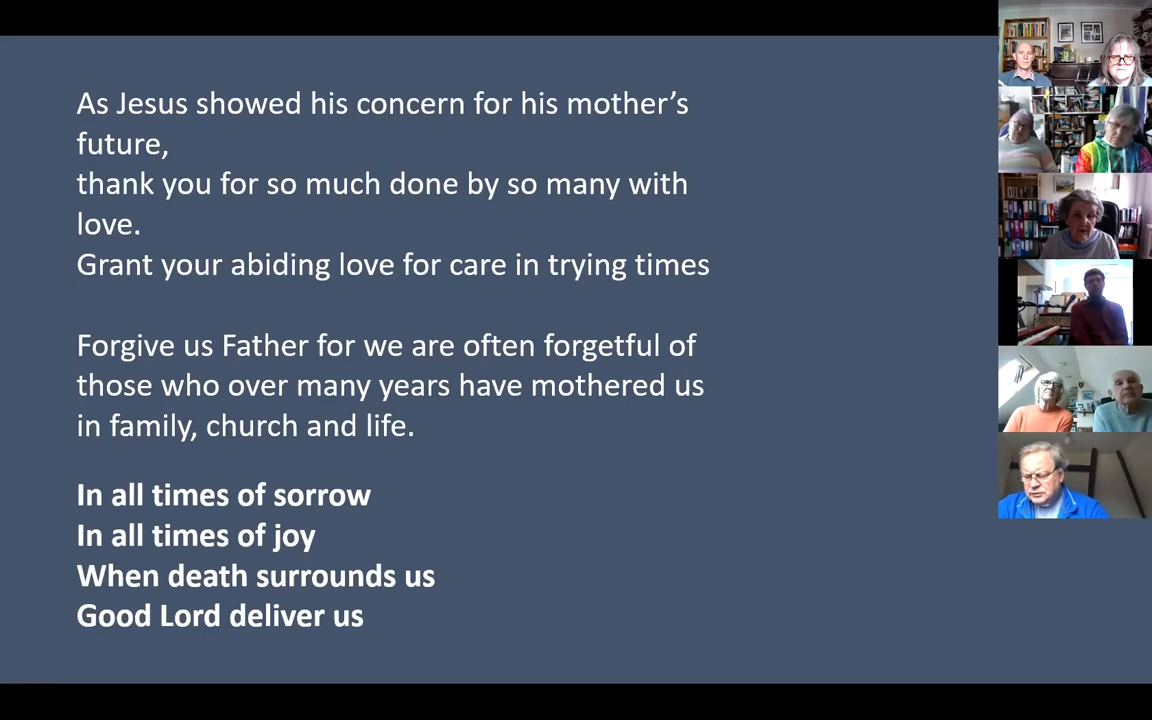 As Jesus showed his concern for his mother’s
future,
thank you for so much done by so many with
love.
Grant your abiding love for care in trying times
Forgive us Father for we are often forgetful of
those who over many years have mothered us
in family, church and life.
In all times of sorrow
In all times of joy
When death surrounds us
Good Lord deliver us